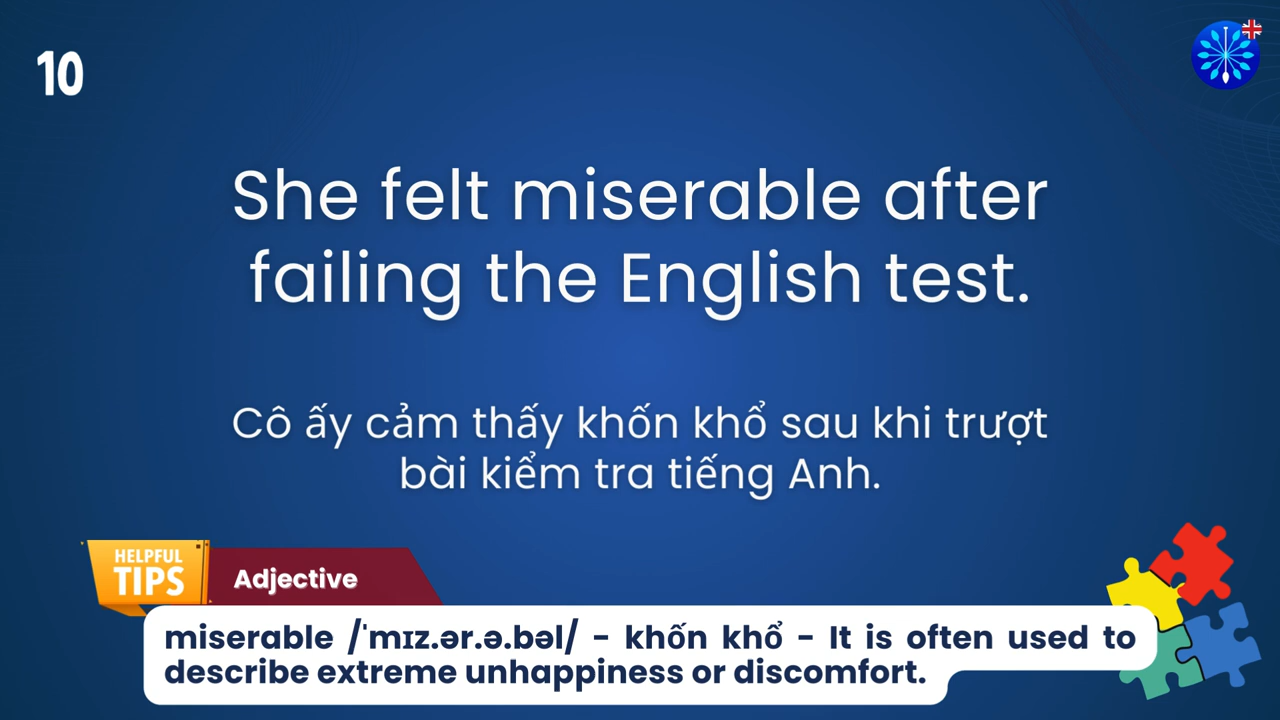 10
She felt miserable after
failing the English test.
Cô ấy cảm thấy khốn khổ sau khi trượt
bài kiểm tra tiếng Anh.
HELPFUL
TIPS
Adjective
miserable /ˈmɪz.ər.ə.bəl/ - khốn khổ - It is often used to
describe extreme unhappiness or discomfort.